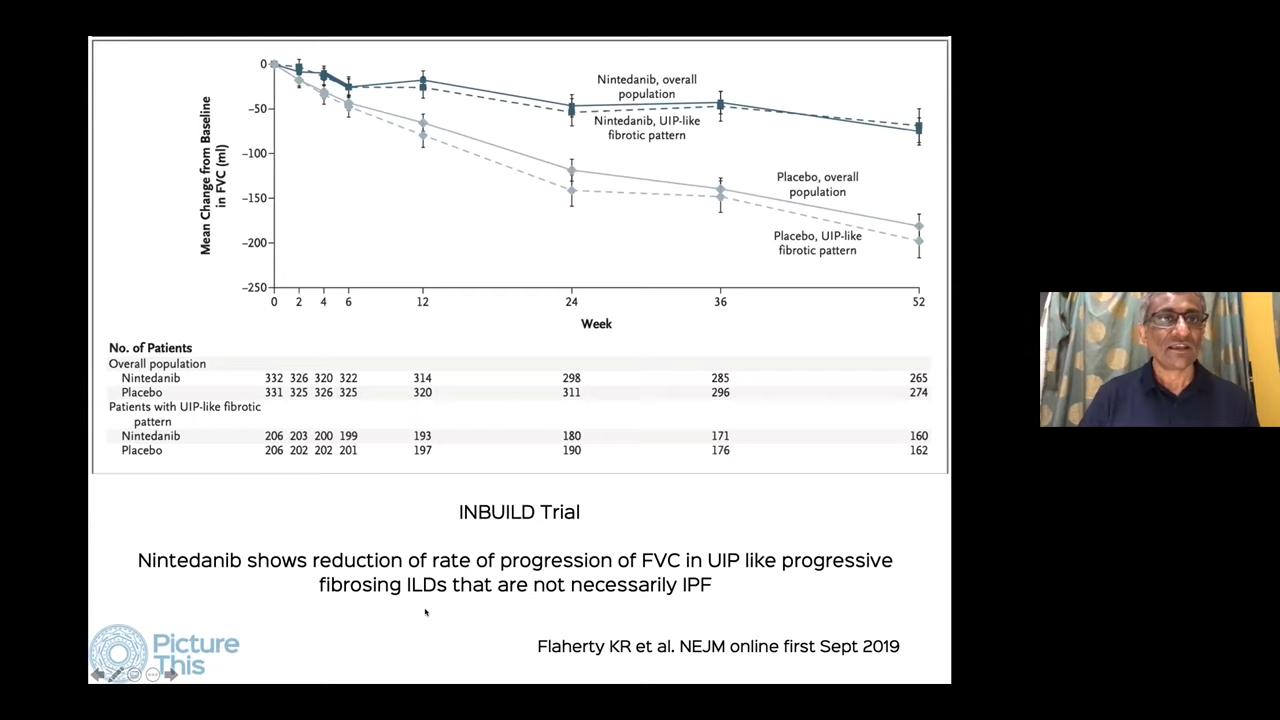 0
−50
−100
−150
−200
−250
Mean Change from Baseline
in FVC (ml)
Nintedanib, overall
population
Nintedanib, UIP-like
fibrotic pattern
Placebo, overall
population
Placebo, UIP-like
fibrotic pattern
0 2 4 6 12 24 36 52
Week
No. of Patients
Overall population
Nintedanib 332 326 320 322 314 298 285 265
Placebo 331 325 326 325 320 311 296 274
Patients with UIP-like fibrotic
pattern
Nintedanib 206 203 200 199 193 180 171 160
Placebo 206 202 202 201 197 190 176 162
INBUILD Trial
Nintedanib shows reduction of rate of progression of FVC in UIP like progressive
fibrosing ILDs that are not necessarily IPF
Flaherty KR et al. NEJM online first Sept 2019
Picture
This